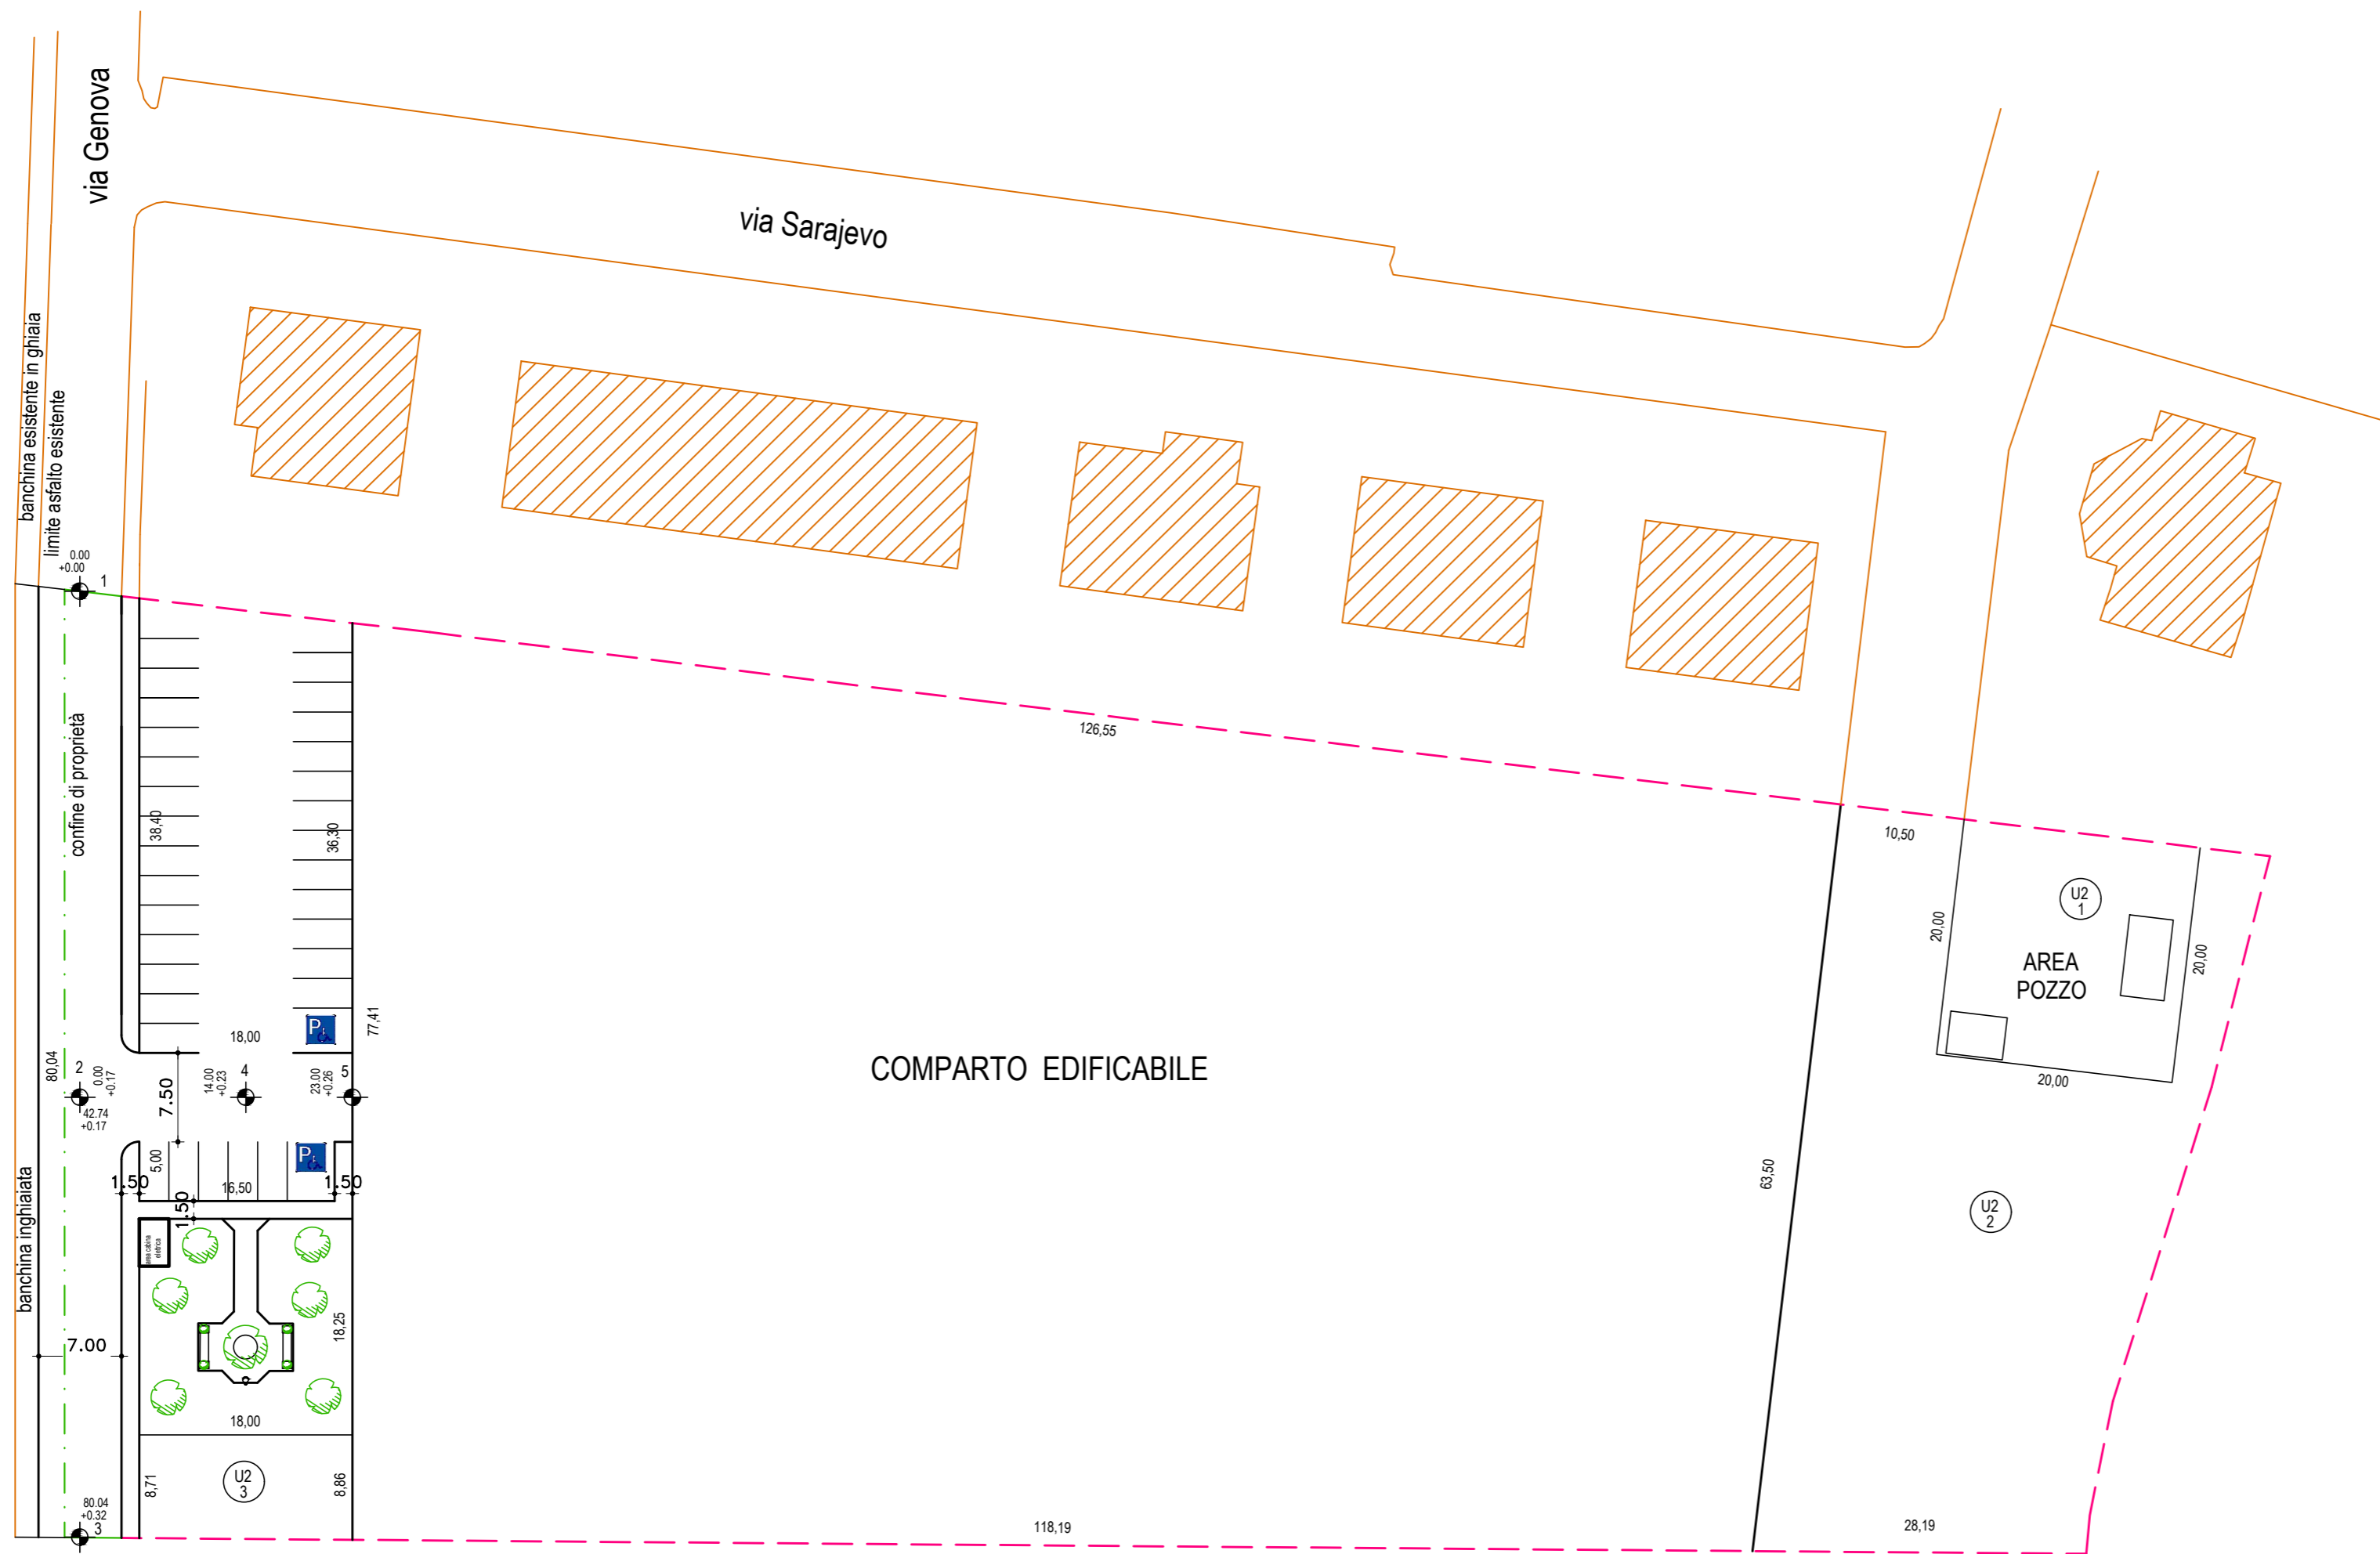 via Genova
via Sarajevo
banchina esistente in ghiaia
limite asfalto esistente
0.00
+0.00
1
confine di proprietà
126,55
38,40
36,30
10,50
U2
1
20,00
AREA
POZZO
20,00
20,00
18,00
P
77,41
COMPARTO EDIFICABILE
80,04
2
0.00
+0.17
42.74
+0.17
7.50
14.00
+0.23
4
23.00
+0.26
5
5,00
P
1.50
16,50
1.50
1.50
63,50
U2
2
banchina inghiaiata
area cabina
elettrica
18,25
7.00
18,00
8,71
U2
3
8,86
80.04
+0.32
3
118,19
28,19